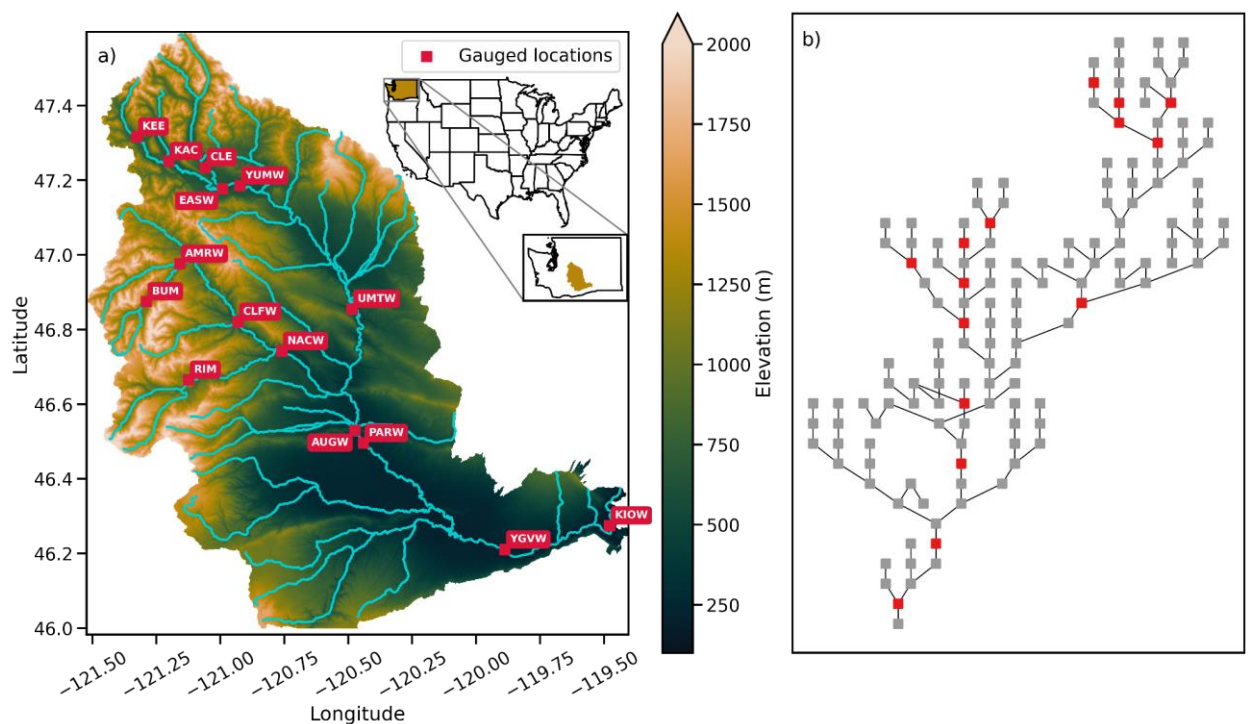 a)
Gauged locations
KEE
KAC
CLE
YUMW
EASW
AMRW
BUM
UMTW
CLFW
NACW
RIM
PARW
AUGW
KIOW
YGVW
47.4
47.2
47.0
46.8
46.6
46.4
46.2
46.0
Latitude
−121.50
−121.25
−121.00
−120.75
−120.50
−120.25
−120.00
−119.75
−119.50
Longitude
2000
1750
1500
1250
1000
750
500
250
Elevation (m)
b)